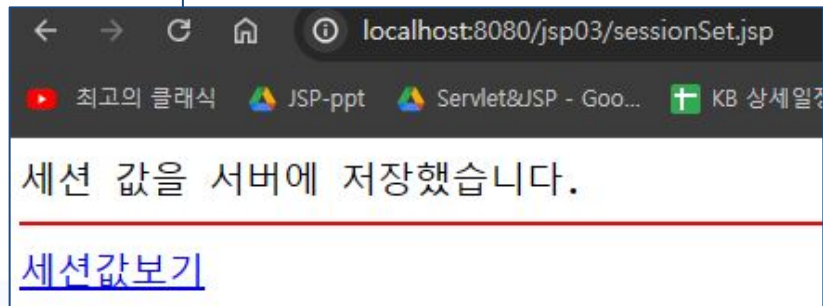 localhost:8080/jsp03/sessionSet.jsp
최고의 클래식 JSP-ppt Servlet&JSP - Goo... KB 상세일정
세션 값을 서버에 저장했습니다.
세션값보기